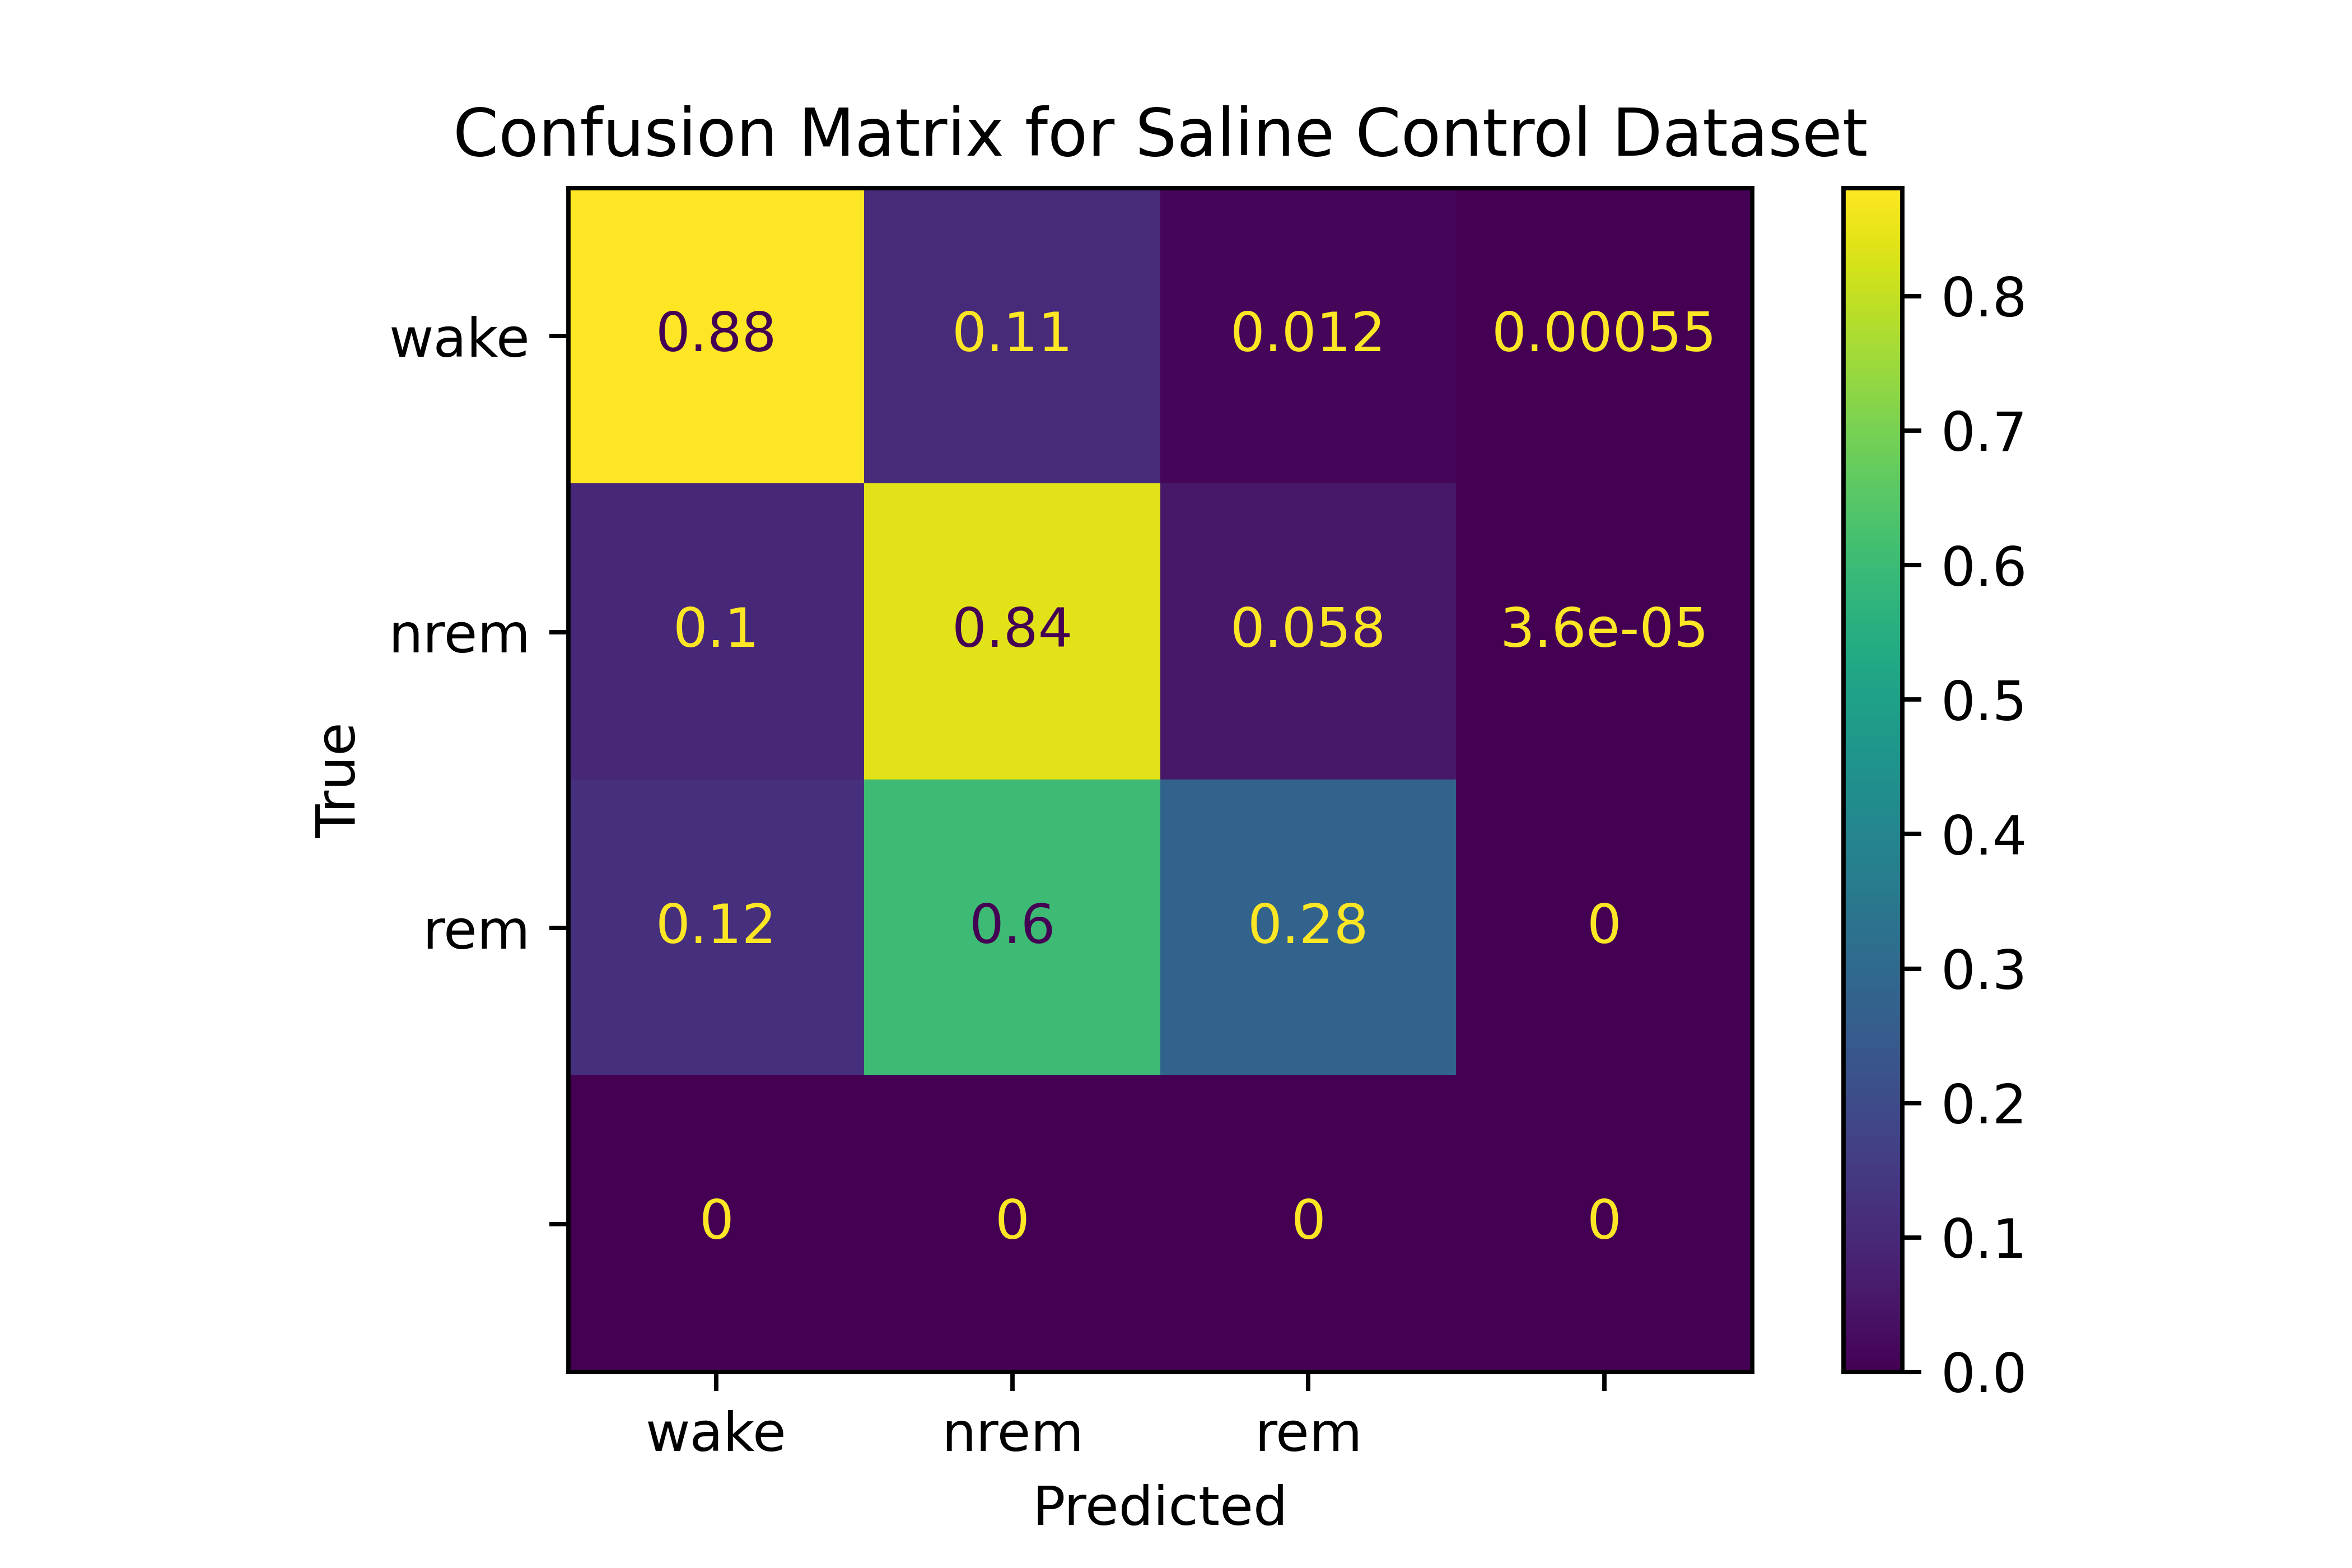 Confusion Matrix for Saline Control Dataset
wake 0.88 0.11 0.012 0.00055
nrem 0.1 0.84 0.058 3.6e-05
rem 0.12 0.6 0.28 0
0 0 0 0
wake nrem rem
Predicted
True
0.8
0.7
0.6
0.5
0.4
0.3
0.2
0.1
0.0